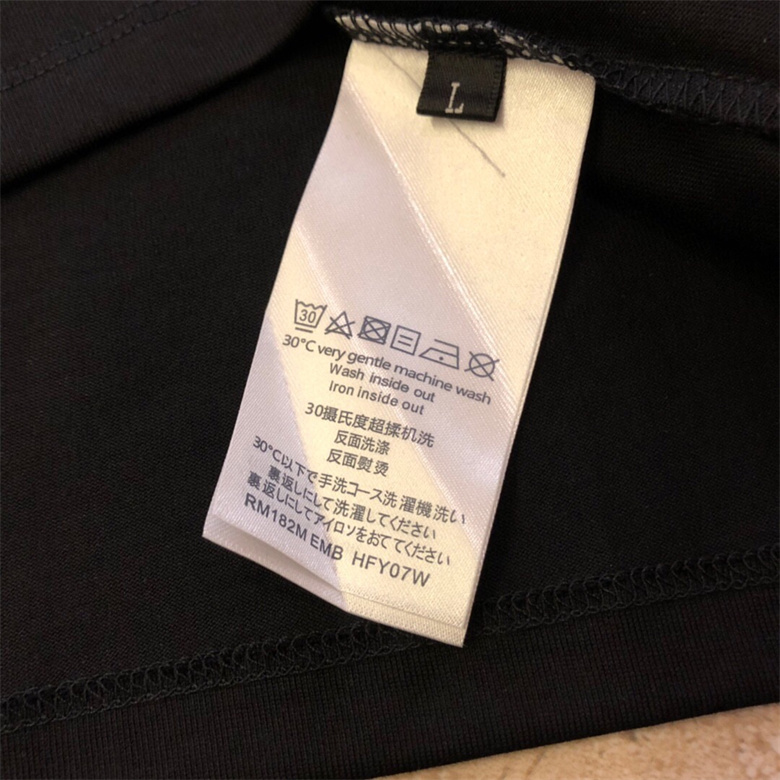 L
30
30°C very gentle machine wash
Wash inside out
Iron inside out
30摄氏度超揉机洗
反面洗涤
反面熨烫
30°C以下で手洗コース洗濯機洗い
裏返しにして洗濯してください
裏返しにしてアイロソをおててください
RM182M EMB HFY07W